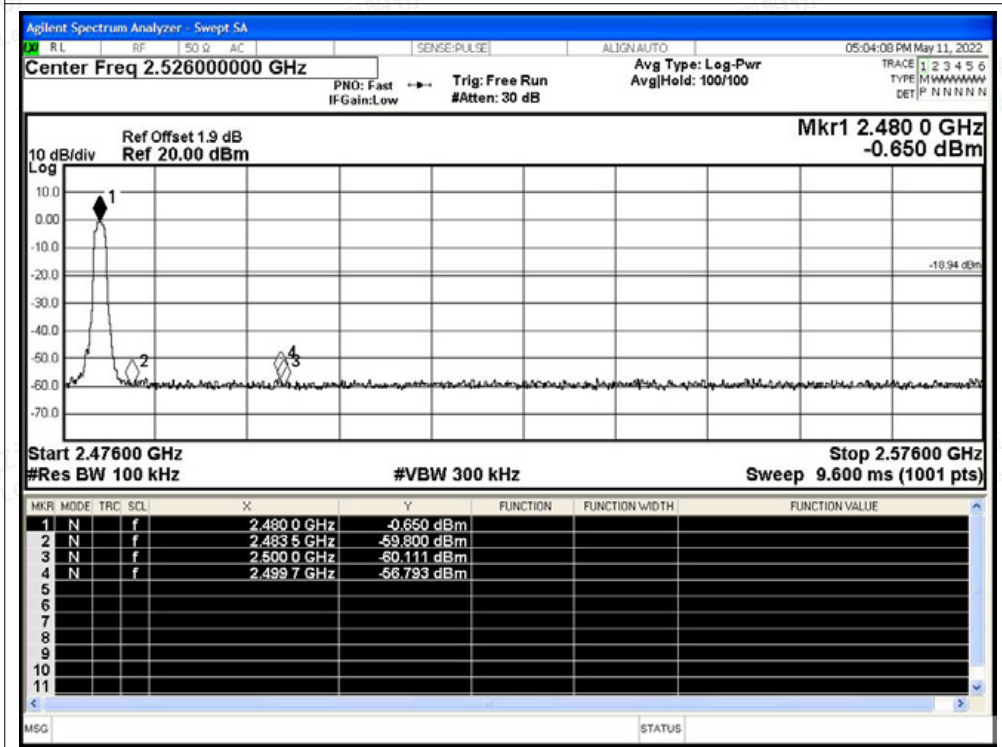 Agilent Spectrum Analyzer - Swept SA
LXI RL RF 50 Ω AC SENSE:PULSE ALIGN AUTO 05:04:08 PM May 11, 2022
Center Freq 2.526000000 GHz
Avg Type: Log-Pwr
TRACE 1 2 3 4 5 6
PNO: Fast Trig: Free Run Avg|Hold: 100/100
TYPE M W W W W W
IFGain:Low #Atten: 30 dB
DET P N N N N N
Mkr1 2.480 0 GHz
-0.650 dBm
Ref Offset 1.9 dB
10 dB/div Ref 20.00 dBm
Log
10.0
1
0.00
-10.0
-18.94 dBm
-20.0
-30.0
-40.0
-50.0
2
4
3
-60.0
-70.0
Start 2.47600 GHz Stop 2.57600 GHz
#Res BW 100 kHz #VBW 300 kHz Sweep 9.600 ms (1001 pts)
MKR MODE TRC SCL X Y FUNCTION FUNCTION WIDTH FUNCTION VALUE
1 N f 2.480 0 GHz -0.650 dBm
2 N f 2.483 5 GHz -59.800 dBm
3 N f 2.500 0 GHz -60.111 dBm
4 N f 2.499 7 GHz -56.793 dBm
5
6
7
8
9
10
11
MSG STATUS